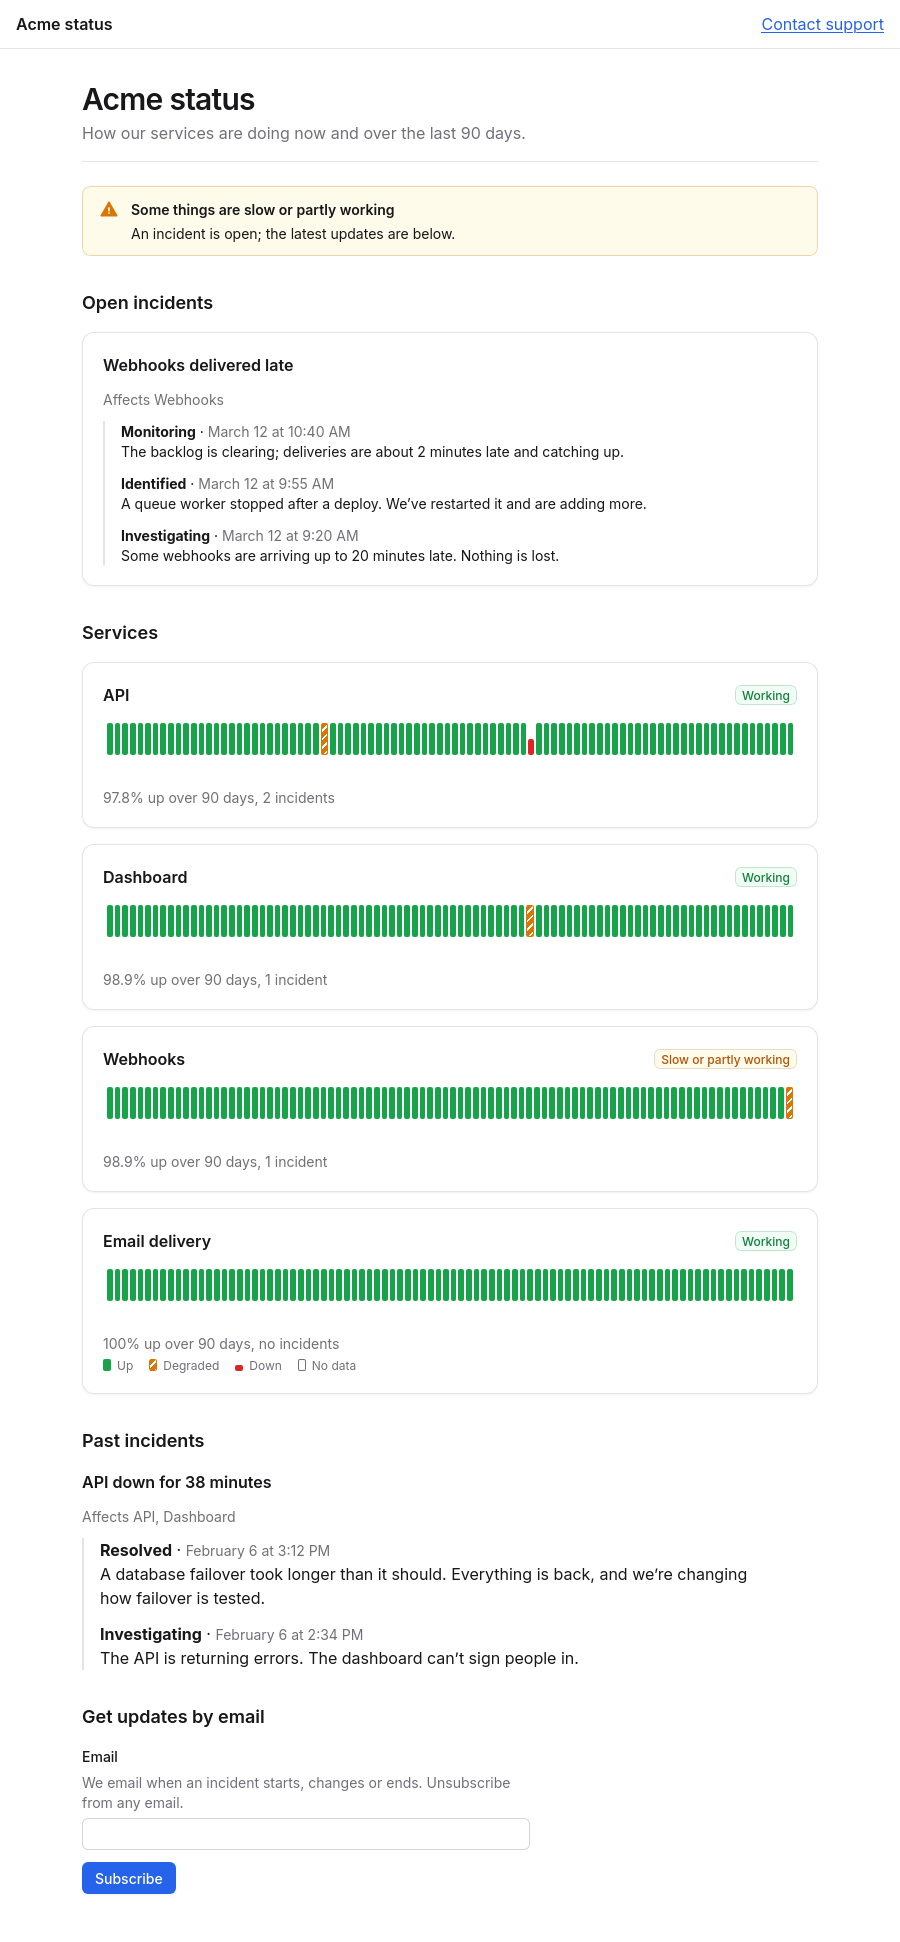 Acme status
Contact support
Acme status
How our services are doing now and over the last 90 days.
Some things are slow or partly working
An incident is open; the latest updates are below.
Open incidents
Webhooks delivered late
Affects Webhooks
Monitoring · March 12 at 10:40 AM
The backlog is clearing; deliveries are about 2 minutes late and catching up.
Identified · March 12 at 9:55 AM
A queue worker stopped after a deploy. We’ve restarted it and are adding more.
Investigating · March 12 at 9:20 AM
Some webhooks are arriving up to 20 minutes late. Nothing is lost.
Services
API
Working
97.8% up over 90 days, 2 incidents
Dashboard
Working
98.9% up over 90 days, 1 incident
Webhooks
Slow or partly working
98.9% up over 90 days, 1 incident
Email delivery
Working
100% up over 90 days, no incidents
Up Degraded Down No data
Past incidents
API down for 38 minutes
Affects API, Dashboard
Resolved · February 6 at 3:12 PM
A database failover took longer than it should. Everything is back, and we’re changing
how failover is tested.
Investigating · February 6 at 2:34 PM
The API is returning errors. The dashboard can’t sign people in.
Get updates by email
Email
We email when an incident starts, changes or ends. Unsubscribe
from any email.
Subscribe